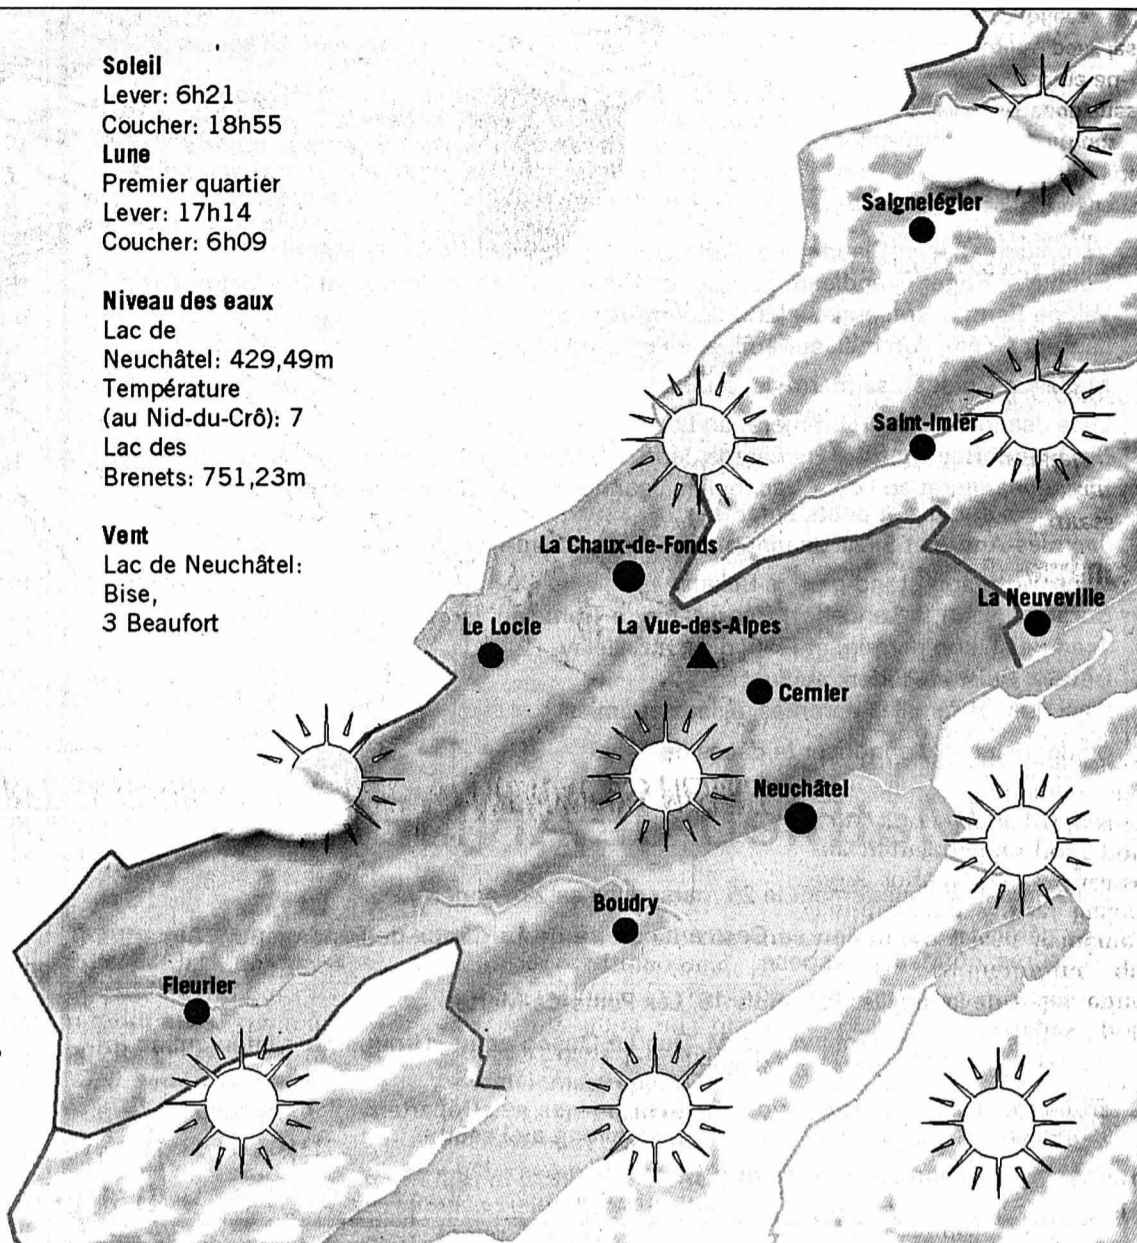 Soleil
Lever: 6h21
Coucher: 18h55
Lune
Premier quartier
Lever: 17h14
Coucher: 6h09
Niveau des eaux
Lac de
Neuchâtel: 429,49m
Température
(au Nid-du-Crô): 7
Lac des
Brenets: 751,23m
Vent
Lac de Neuchâtel:
Bise,
3 Beaufort
Saignelégier
Saint-Imier
La Chaux-de-Fonds
La Neuveville
Le Locle
La Vue-des-Alpes
Cernier
Neuchâtel
Boudry
Fleurier